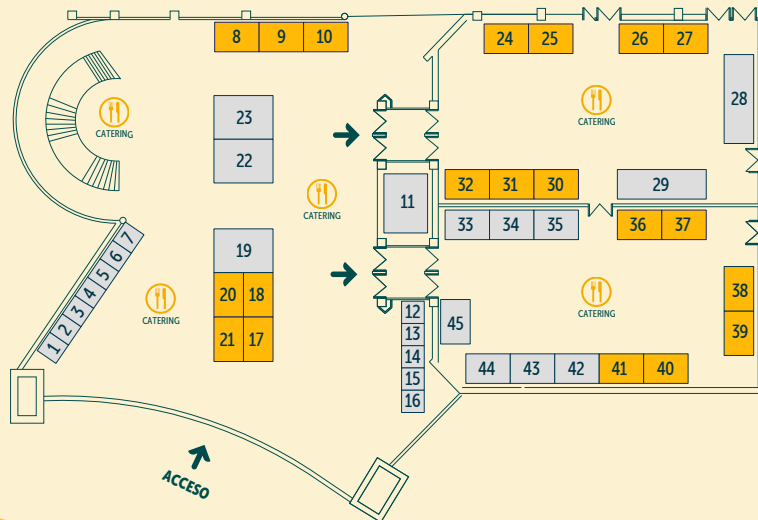 8 9 10
24 25
26 27
28
23
22
CATERING
CATERING
CATERING
11
32 31 30
29
33 34 35
36 37
19
20 18
21 17
1 2 3 4 5 6 7
CATERING
CATERING
38
39
12
13
14
15
16
45
44 43 42 41 40
ACCESO